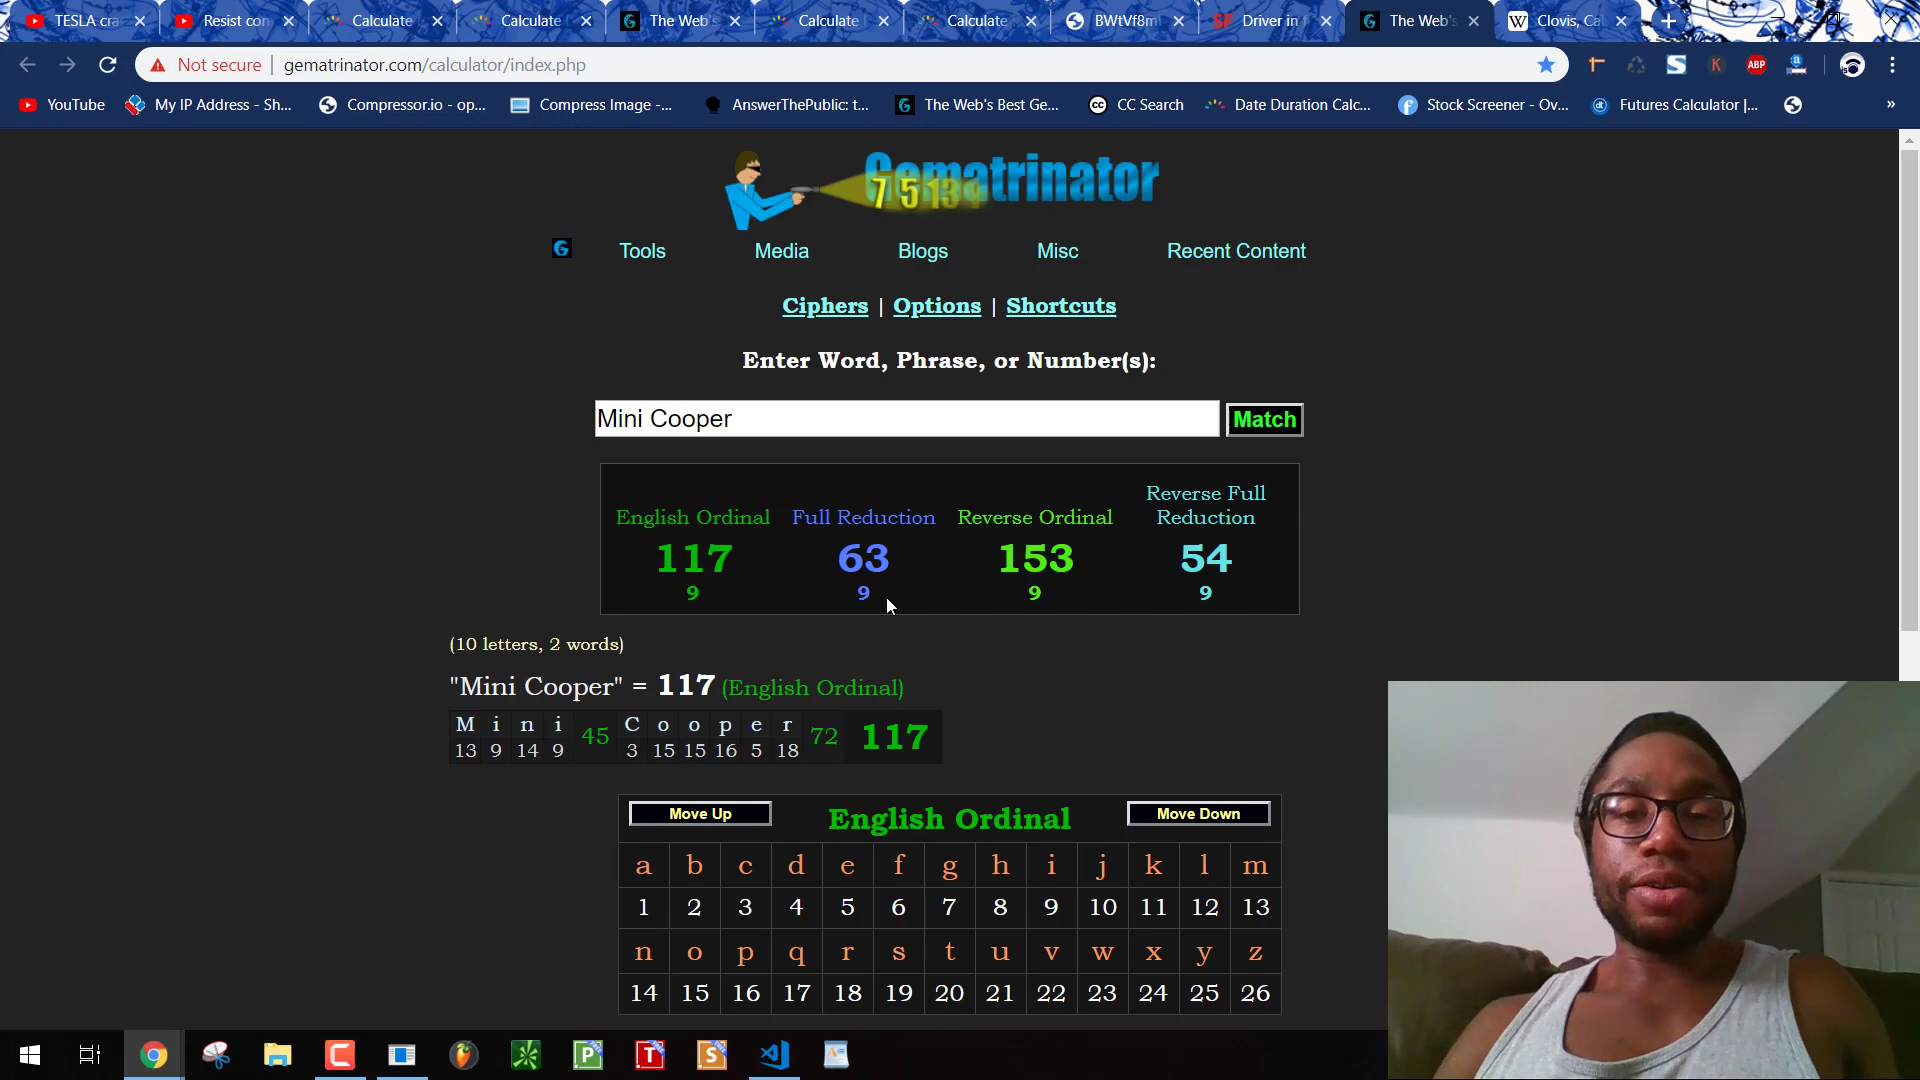 TESLA cra
Resist con
Calculate
Calculate
The Web's
Calculate
Calculate
BWtVf8m
Driver in f
The Web's
Clovis, Ca
Not secure | gematrinator.com/calculator/index.php
YouTube
My IP Address - Sh...
Compressor.io - op...
Compress Image -...
AnswerThePublic: t...
The Web's Best Ge...
CC Search
Date Duration Calc...
Stock Screener - Ov...
Futures Calculator |...
»
Gematrinator
7 5 13
Tools
Media
Blogs
Misc
Recent Content
Ciphers | Options | Shortcuts
Enter Word, Phrase, or Number(s):
Mini Cooper
Match
English Ordinal
Full Reduction
Reverse Ordinal
Reverse Full
Reduction
117 63 153 54
9 9 9 9
(10 letters, 2 words)
"Mini Cooper" = 117 (English Ordinal)
M i n i 45 C o o p e r 72 117
13 9 14 9 3 15 15 16 5 18
Move Up
English Ordinal
Move Down
a b c d e f g h i j k l m
1 2 3 4 5 6 7 8 9 10 11 12 13
n o p q r s t u v w x y z
14 15 16 17 18 19 20 21 22 23 24 25 26